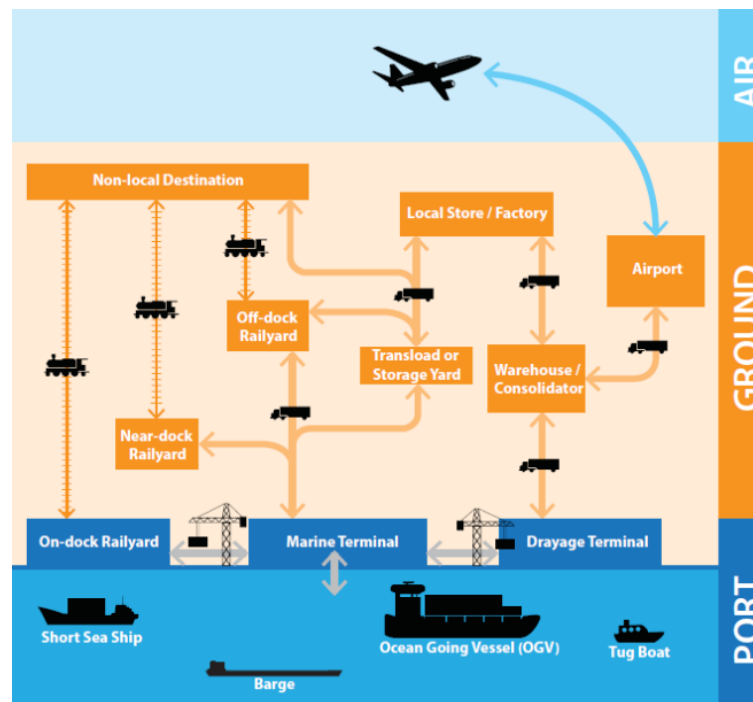 AIR
Non-local Destination
Local Store / Factory
Airport
Off-dock
Railyard
Transload or
Storage Yard
Warehouse /
Consolidator
Near-dock
Railyard
GROUND
On-dock Railyard
Marine Terminal
Drayage Terminal
Short Sea Ship
Ocean Going Vessel (OGV)
Tug Boat
Barge
PORT